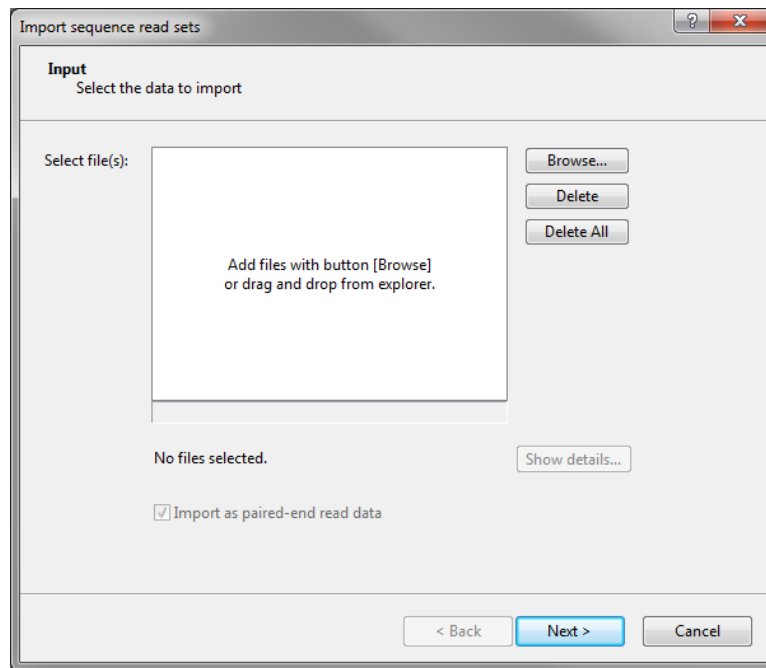 Import sequence read sets
?
X
Input
Select the data to import
Select file(s):
Browse...
Delete
Delete All
Add files with button [Browse]
or drag and drop from explorer.
No files selected.
Show details...
Import as paired-end read data
< Back
Next >
Cancel